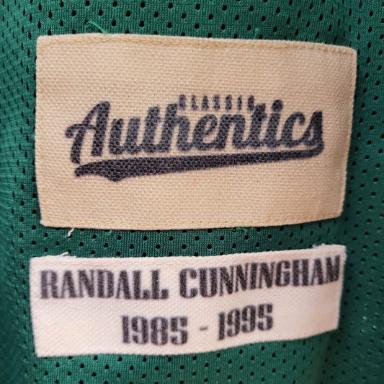 CLASSIC
Authentics
RANDALL CUNNINGHAM
1985 - 1995